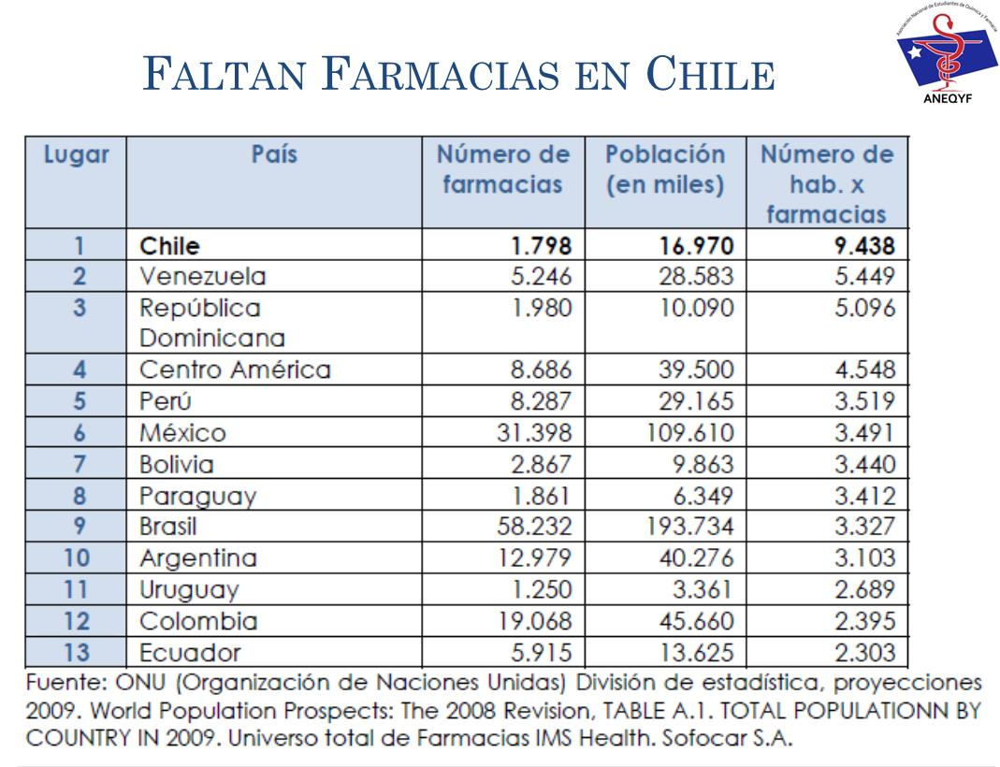 Asociación Nacional de Estudiantes de Química y Farmacia
ANEQYF
FALTAN FARMACIAS EN CHILE
Lugar País Número de farmacias Población (en miles) Número de hab. x farmacias
1 Chile 1.798 16.970 9.438
2 Venezuela 5.246 28.583 5.449
3 República Dominicana 1.980 10.090 5.096
4 Centro América 8.686 39.500 4.548
5 Perú 8.287 29.165 3.519
6 México 31.398 109.610 3.491
7 Bolivia 2.867 9.863 3.440
8 Paraguay 1.861 6.349 3.412
9 Brasil 58.232 193.734 3.327
10 Argentina 12.979 40.276 3.103
11 Uruguay 1.250 3.361 2.689
12 Colombia 19.068 45.660 2.395
13 Ecuador 5.915 13.625 2.303
Fuente: ONU (Organización de Naciones Unidas) División de estadística, proyecciones
2009. World Population Prospects: The 2008 Revision, TABLE A.1. TOTAL POPULATIONN BY
COUNTRY IN 2009. Universo total de Farmacias IMS Health. Sofocar S.A.